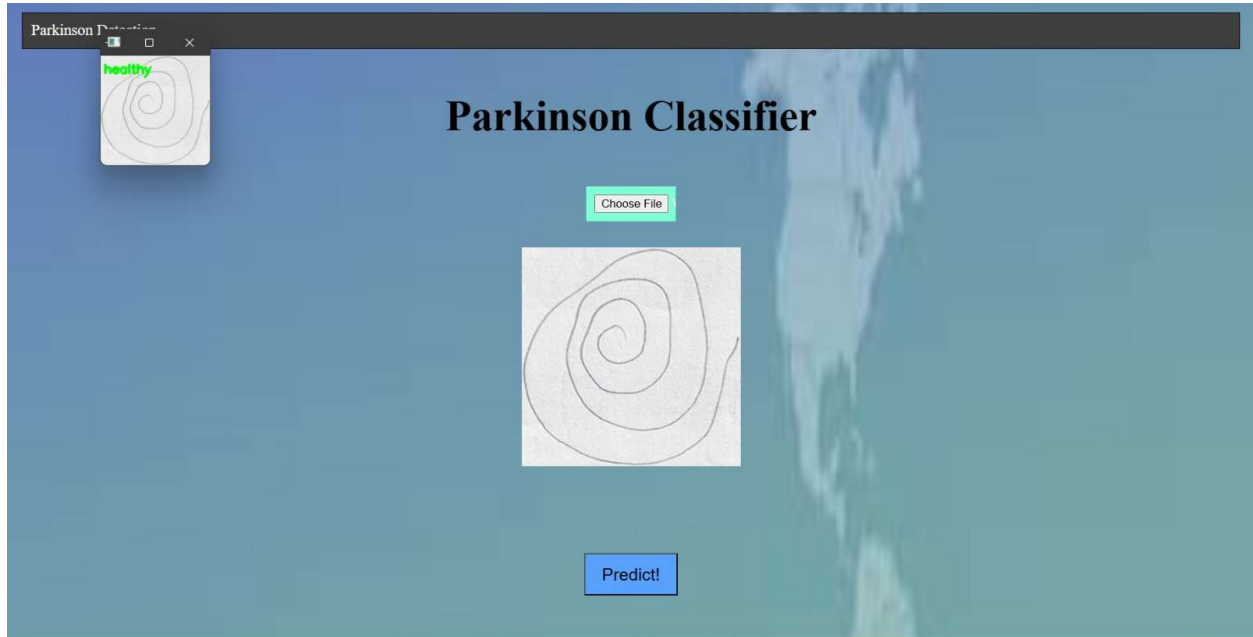 Parkinson
healthy
Parkinson Classifier
Choose File
Predict!